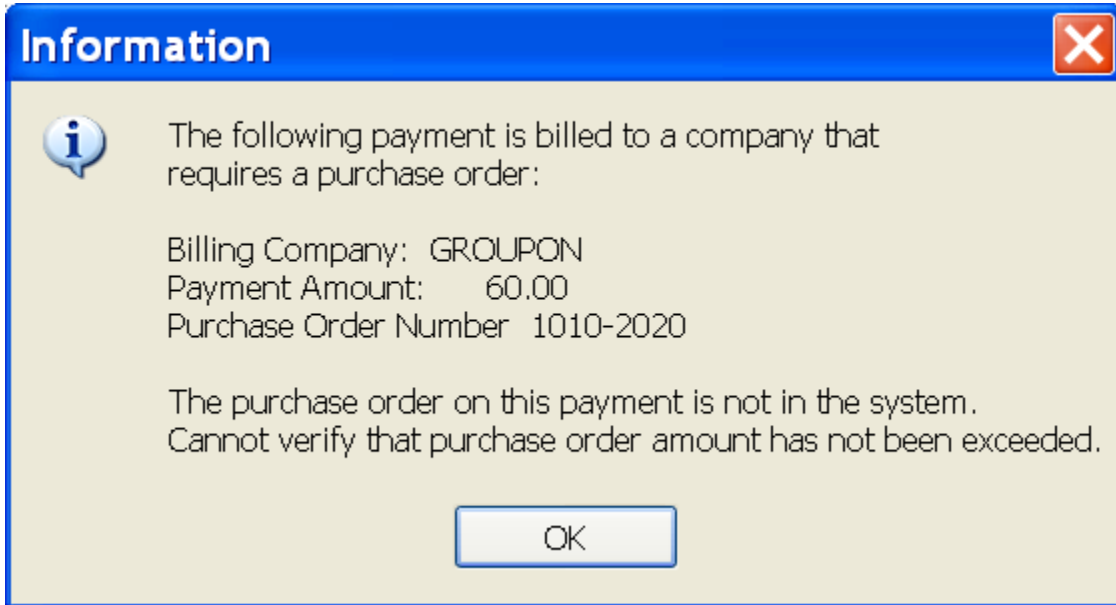 Information
The following payment is billed to a company that
requires a purchase order:
Billing Company: GROUPON
Payment Amount: 60.00
Purchase Order Number 1010-2020
The purchase order on this payment is not in the system.
Cannot verify that purchase order amount has not been exceeded.
OK